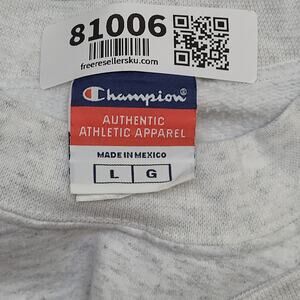 81006
freeresellersku.com
Champion®
AUTHENTIC
ATHLETIC APPAREL
MADE IN MEXICO
L G